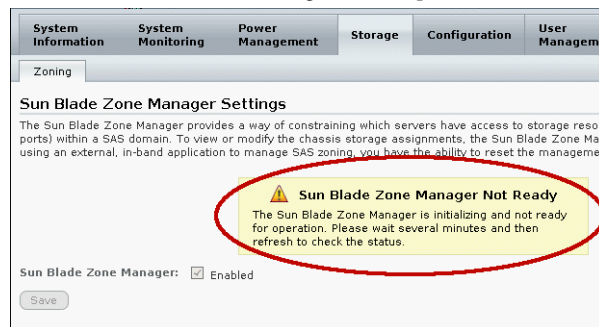 System Information
System Monitoring
Power Management
Storage
Configuration
User Managem
Zoning
Sun Blade Zone Manager Settings
The Sun Blade Zone Manager provides a way of constraining which servers have access to storage reso
ports) within a SAS domain. To view or modify the chassis storage assignments, the Sun Blade Zone Ma
using an external, in-band application to manage SAS zoning, you have the ability to reset the manageme
Sun Blade Zone Manager Not Ready
The Sun Blade Zone Manager is initializing and not ready
for operation. Please wait several minutes and then
refresh to check the status.
Sun Blade Zone Manager: Enabled
Save